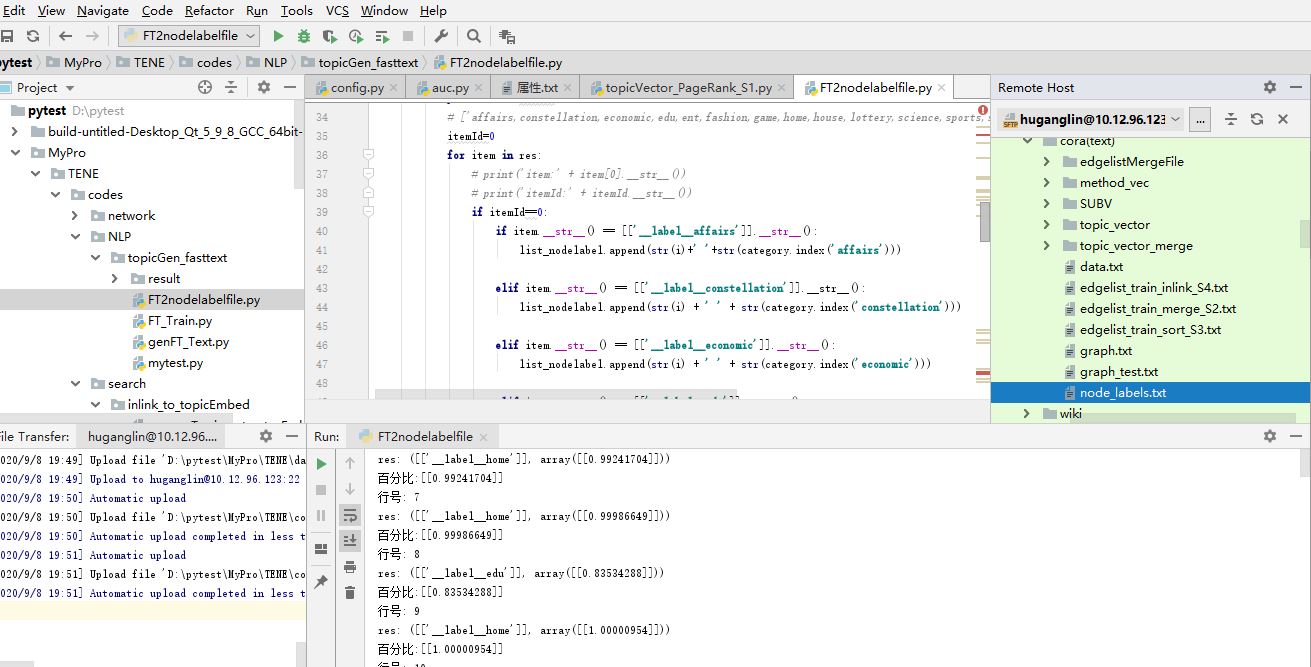 Edit View Navigate Code Refactor Run Tools VCS Window Help
FT2nodelabelfile
pytest MyPro TENE codes NLP topicGen_fasttext FT2nodelabelfile.py
Project
pytest D:\pytest
build-untitled-Desktop_Qt_5_9_8_GCC_64bit-
MyPro
TENE
codes
network
NLP
topicGen_fasttext
result
FT2nodelabelfile.py
FT_Train.py
genFT_Text.py
mytest.py
search
inlink_to_topicEmbed
config.py auc.py 属性.txt topicVector_PageRank_S1.py FT2nodelabelfile.py
34 # ['affairs,constellation,economic,edu,ent,fashion,game,home,house,lottery,science,sports,
35 itemId=0
36 for item in res:
37 # print('item:' + item[0].__str__())
38 # print('itemId:' + itemId.__str__())
39 if itemId==0:
40 if item.__str__() == [['__label__affairs']].__str__():
41 list_nodelabel.append(str(i)+' '+str(category.index('affairs')))
42
43 elif item.__str__() == [['__label__constellation']].__str__():
44 list_nodelabel.append(str(i) + ' ' + str(category.index('constellation')))
45
46 elif item.__str__() == [['__label__economic']].__str__():
47 list_nodelabel.append(str(i) + ' ' + str(category.index('economic')))
48
Remote Host
SFTP huganglin@10.12.96.123 ...
cora(text)
edgelistMergeFile
method_vec
SUBV
topic_vector
topic_vector_merge
data.txt
edgelist_train_inlink_S4.txt
edgelist_train_merge_S2.txt
edgelist_train_sort_S3.txt
graph.txt
graph_test.txt
node_labels.txt
wiki
File Transfer: huganglin@10.12.96....
020/9/8 19:49] Upload file 'D:\pytest\MyPro\TENE\da
020/9/8 19:49] Upload to huganglin@10.12.96.123:22
020/9/8 19:50] Automatic upload
020/9/8 19:50] Upload file 'D:\pytest\MyPro\TENE\co
020/9/8 19:50] Automatic upload completed in less t
020/9/8 19:51] Automatic upload
020/9/8 19:51] Upload file 'D:\pytest\MyPro\TENE\co
020/9/8 19:51] Automatic upload completed in less t
Run: FT2nodelabelfile
res: ([['__label__home']], array([[0.99241704]]))
百分比:[[0.99241704]]
行号: 7
res: ([['__label__home']], array([[0.99986649]]))
百分比:[[0.99986649]]
行号: 8
res: ([['__label__edu']], array([[0.83534288]]))
百分比:[[0.83534288]]
行号: 9
res: ([['__label__home']], array([[1.00000954]]))
百分比:[[1.00000954]]
行号: 10